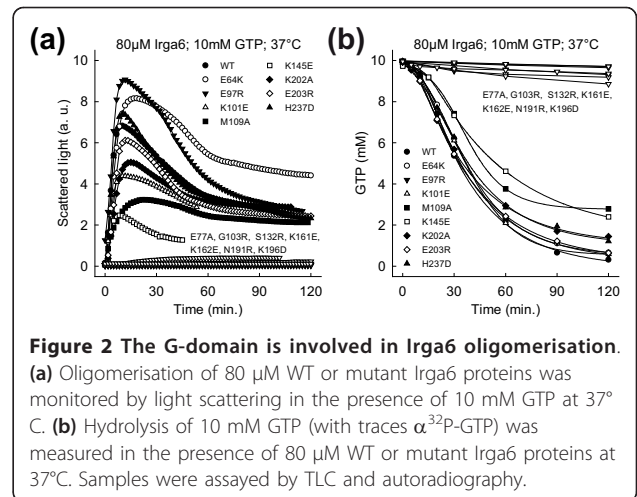 (a)
80µM Irga6; 10mM GTP; 37°C
WT
E64K
E97R
K101E
M109A
K145E
K202A
E203R
H237D
Scattered light (a. u.)
10
8
6
4
2
0
E77A, G103R, S132R, K161E,
K162E, N191R, K196D
0 30 60 90 120
Time (min.)
(b)
80µM Irga6; 10mM GTP; 37°C
GTP (mM)
10
8
6
4
2
0
E77A, G103R, S132R, K161E,
K162E, N191R, K196D
WT
E64K
E97R
K101E
M109A
K145E
K202A
E203R
H237D
0 30 60 90 120
Time (min.)
Figure 2 The G-domain is involved in Irga6 oligomerisation.
(a) Oligomerisation of 80 μM WT or mutant Irga6 proteins was
monitored by light scattering in the presence of 10 mM GTP at 37°
C. (b) Hydrolysis of 10 mM GTP (with traces α³²P-GTP) was
measured in the presence of 80 μM WT or mutant Irga6 proteins at
37°C. Samples were assayed by TLC and autoradiography.